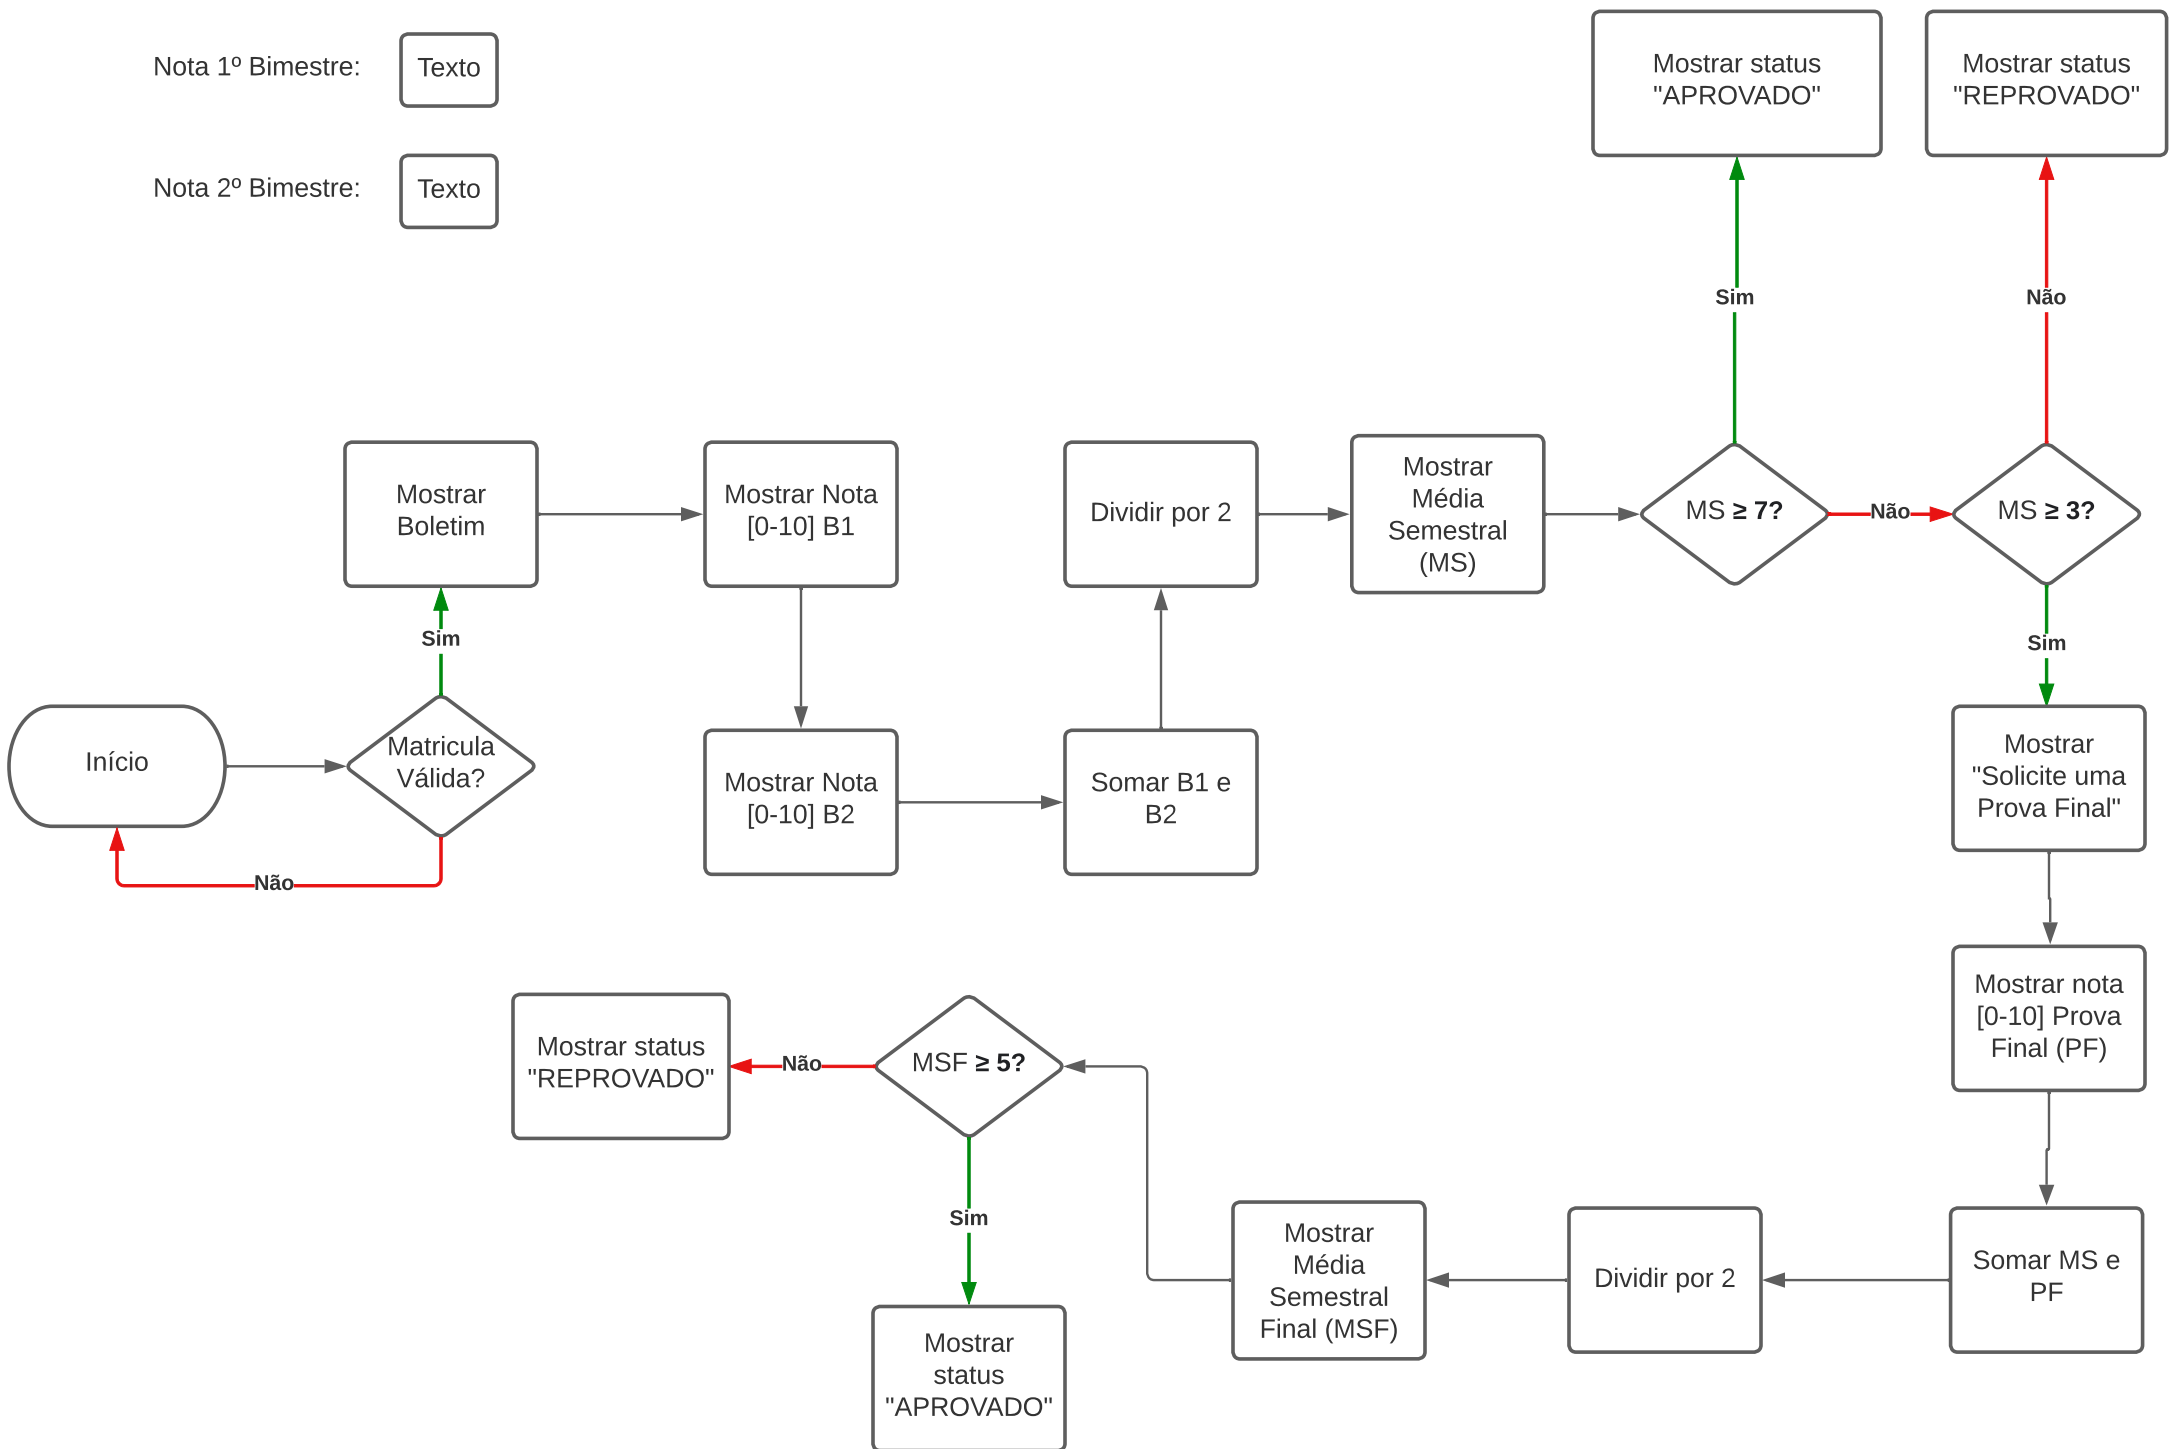 Nota 1º Bimestre:
Texto
Nota 2º Bimestre:
Texto
Mostrar status
"APROVADO"
Mostrar status
"REPROVADO"
Sim
Não
Mostrar
Boletim
Mostrar Nota
[0-10] B1
Dividir por 2
Mostrar
Média
Semestral
(MS)
MS ≥ 7?
Não
MS ≥ 3?
Sim
Sim
Início
Matricula
Válida?
Não
Mostrar Nota
[0-10] B2
Somar B1 e
B2
Mostrar
"Solicite uma
Prova Final"
Mostrar nota
[0-10] Prova
Final (PF)
Mostrar status
"REPROVADO"
Não
MSF ≥ 5?
Sim
Mostrar
status
"APROVADO"
Mostrar
Média
Semestral
Final (MSF)
Dividir por 2
Somar MS e
PF